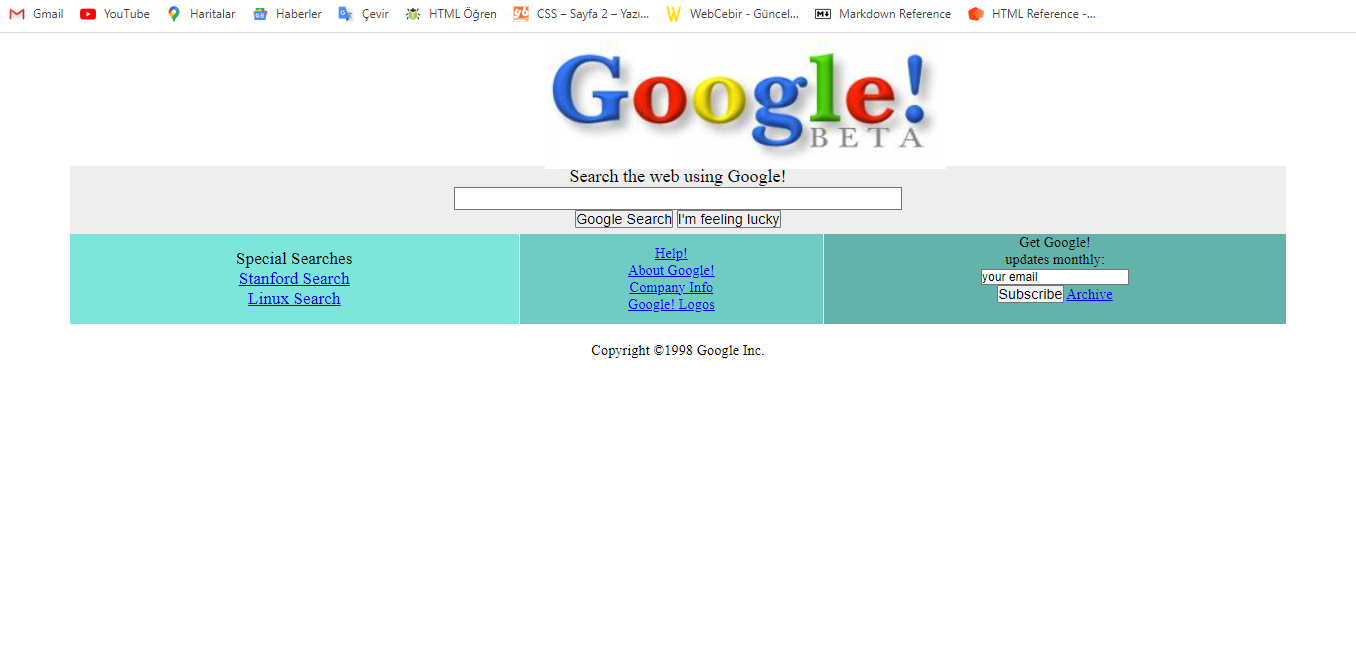 Gmail YouTube Haritalar Haberler Çevir HTML Öğren CSS – Sayfa 2 – Yazı... WebCebir - Güncel... Markdown Reference HTML Reference -...
Google!
BETA
Search the web using Google!
Google Search I'm feeling lucky
Special Searches
Stanford Search
Linux Search
Help!
About Google!
Company Info
Google! Logos
Get Google!
updates monthly:
your email
Subscribe Archive
Copyright ©1998 Google Inc.